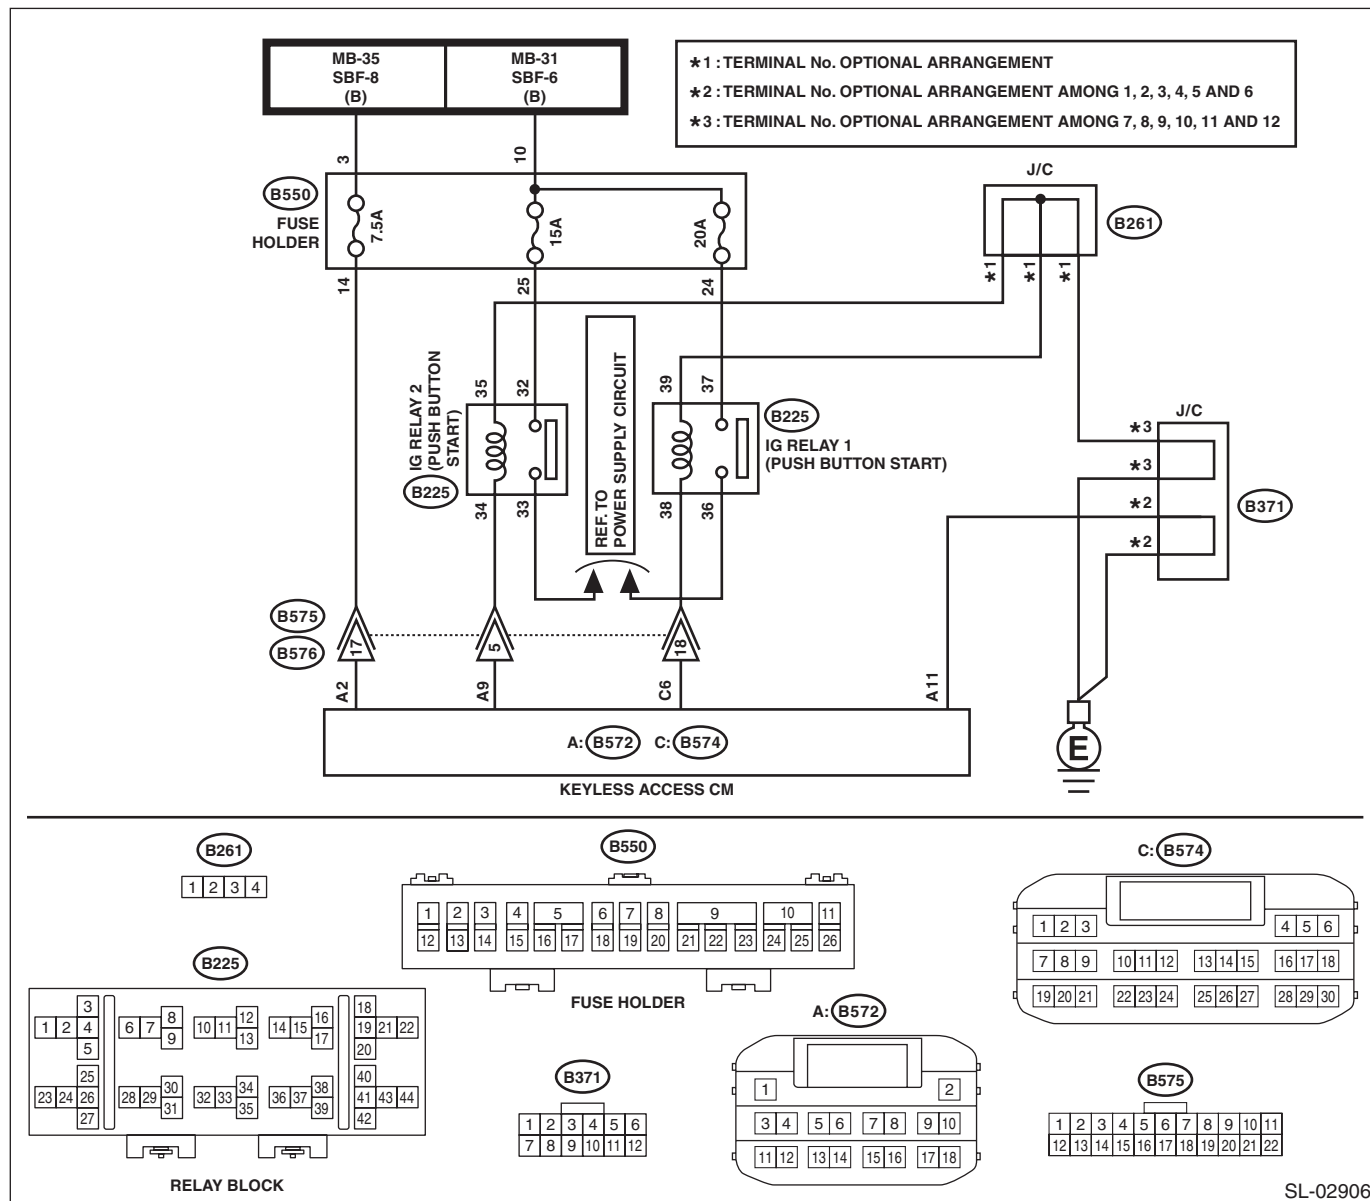 MB-35
SBF-8
(B)
MB-31
SBF-6
(B)
*1 : TERMINAL No. OPTIONAL ARRANGEMENT
*2 : TERMINAL No. OPTIONAL ARRANGEMENT AMONG 1, 2, 3, 4, 5 AND 6
*3 : TERMINAL No. OPTIONAL ARRANGEMENT AMONG 7, 8, 9, 10, 11 AND 12
3
10
J/C
B550
FUSE
HOLDER
7.5A
15A
20A
B261
*1
*1
*1
14
25
24
IG RELAY 2
(PUSH BUTTON
START)
B225
35
32
34
33
REF. TO
POWER SUPPLY CIRCUIT
39
37
38
36
B225
IG RELAY 1
(PUSH BUTTON START)
J/C
*3
*3
*2
*2
B371
B575
B576
17
5
18
A2
A9
C6
A11
E
A: B572 C: B574
KEYLESS ACCESS CM
B261
1 2 3 4
B550
1 2 3 4 5 6 7 8 9 10 11
12 13 14 15 16 17 18 19 20 21 22 23 24 25 26
FUSE HOLDER
C: B574
1 2 3 4 5 6
7 8 9 10 11 12 13 14 15 16 17 18
19 20 21 22 23 24 25 26 27 28 29 30
B225
3 8 12 16 18
1 2 4 6 7 9 10 11 13 14 15 17 19 21 22
5 20
25 30 34 38 40
23 24 26 28 29 31 32 33 35 36 37 39 41 43 44
27 42
RELAY BLOCK
B371
1 2 3 4 5 6
7 8 9 10 11 12
A: B572
1 2
3 4 5 6 7 8 9 10
11 12 13 14 15 16 17 18
B575
1 2 3 4 5 6 7 8 9 10 11
12 13 14 15 16 17 18 19 20 21 22
SL-02906